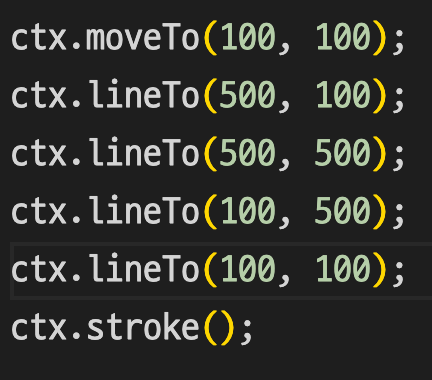 ctx.moveTo(100, 100);
ctx.lineTo(500, 100);
ctx.lineTo(500, 500);
ctx.lineTo(100, 500);
ctx.lineTo(100, 100);
ctx.stroke();